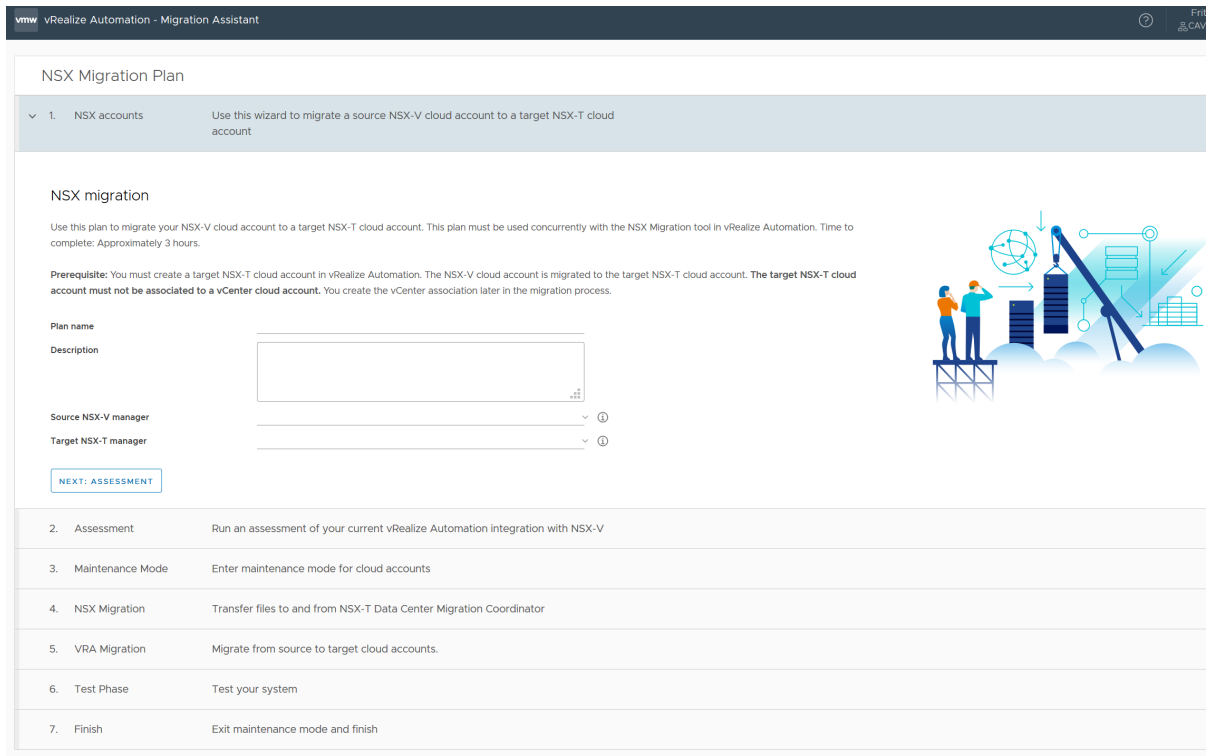 vmw vRealize Automation - Migration Assistant
NSX Migration Plan
1. NSX accounts Use this wizard to migrate a source NSX-V cloud account to a target NSX-T cloud
account
NSX migration
Use this plan to migrate your NSX-V cloud account to a target NSX-T cloud account. This plan must be used concurrently with the NSX Migration tool in vRealize Automation. Time to
complete: Approximately 3 hours.
Prerequisite: You must create a target NSX-T cloud account in vRealize Automation. The NSX-V cloud account is migrated to the target NSX-T cloud account. The target NSX-T cloud
account must not be associated to a vCenter cloud account. You create the vCenter association later in the migration process.
Plan name
Description
Source NSX-V manager
Target NSX-T manager
NEXT: ASSESSMENT
2. Assessment Run an assessment of your current vRealize Automation integration with NSX-V
3. Maintenance Mode Enter maintenance mode for cloud accounts
4. NSX Migration Transfer files to and from NSX-T Data Center Migration Coordinator
5. VRA Migration Migrate from source to target cloud accounts.
6. Test Phase Test your system
7. Finish Exit maintenance mode and finish